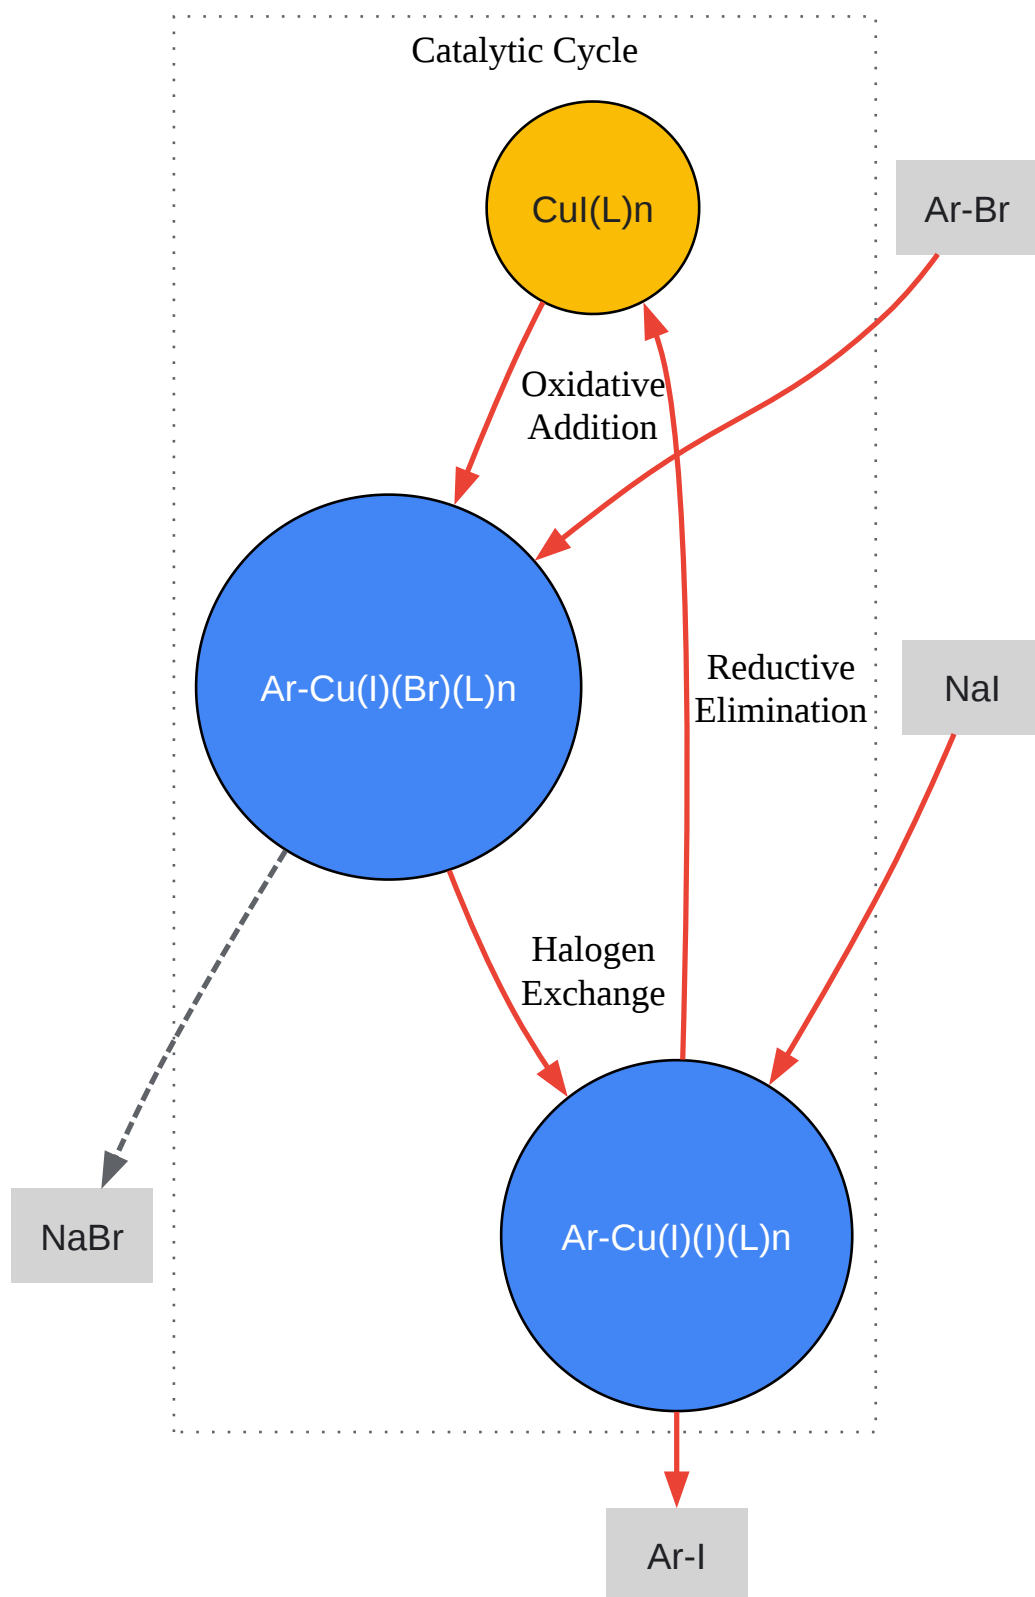 Catalytic Cycle
CuI(L)n
Ar-Br
Oxidative
Addition
Reductive
Elimination
Ar-Cu(I)(Br)(L)n
NaI
Halogen
Exchange
NaBr
Ar-Cu(I)(I)(L)n
Ar-I